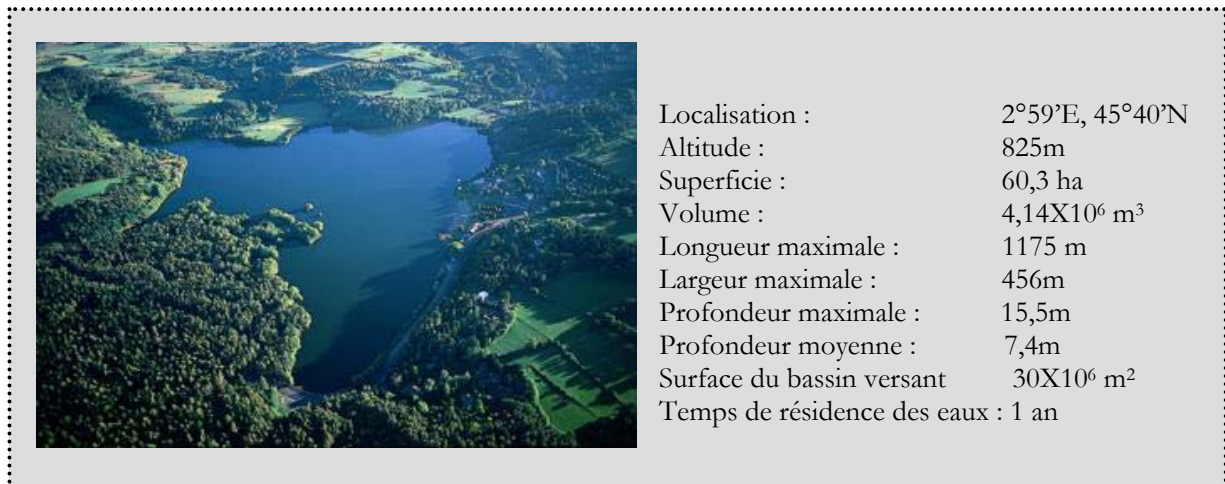 Localisation : 2°59’E, 45°40’N
Altitude : 825m
Superficie : 60,3 ha
Volume : 4,14X10⁶ m³
Longueur maximale : 1175 m
Largeur maximale : 456m
Profondeur maximale : 15,5m
Profondeur moyenne : 7,4m
Surface du bassin versant 30X10⁶ m²
Temps de résidence des eaux : 1 an